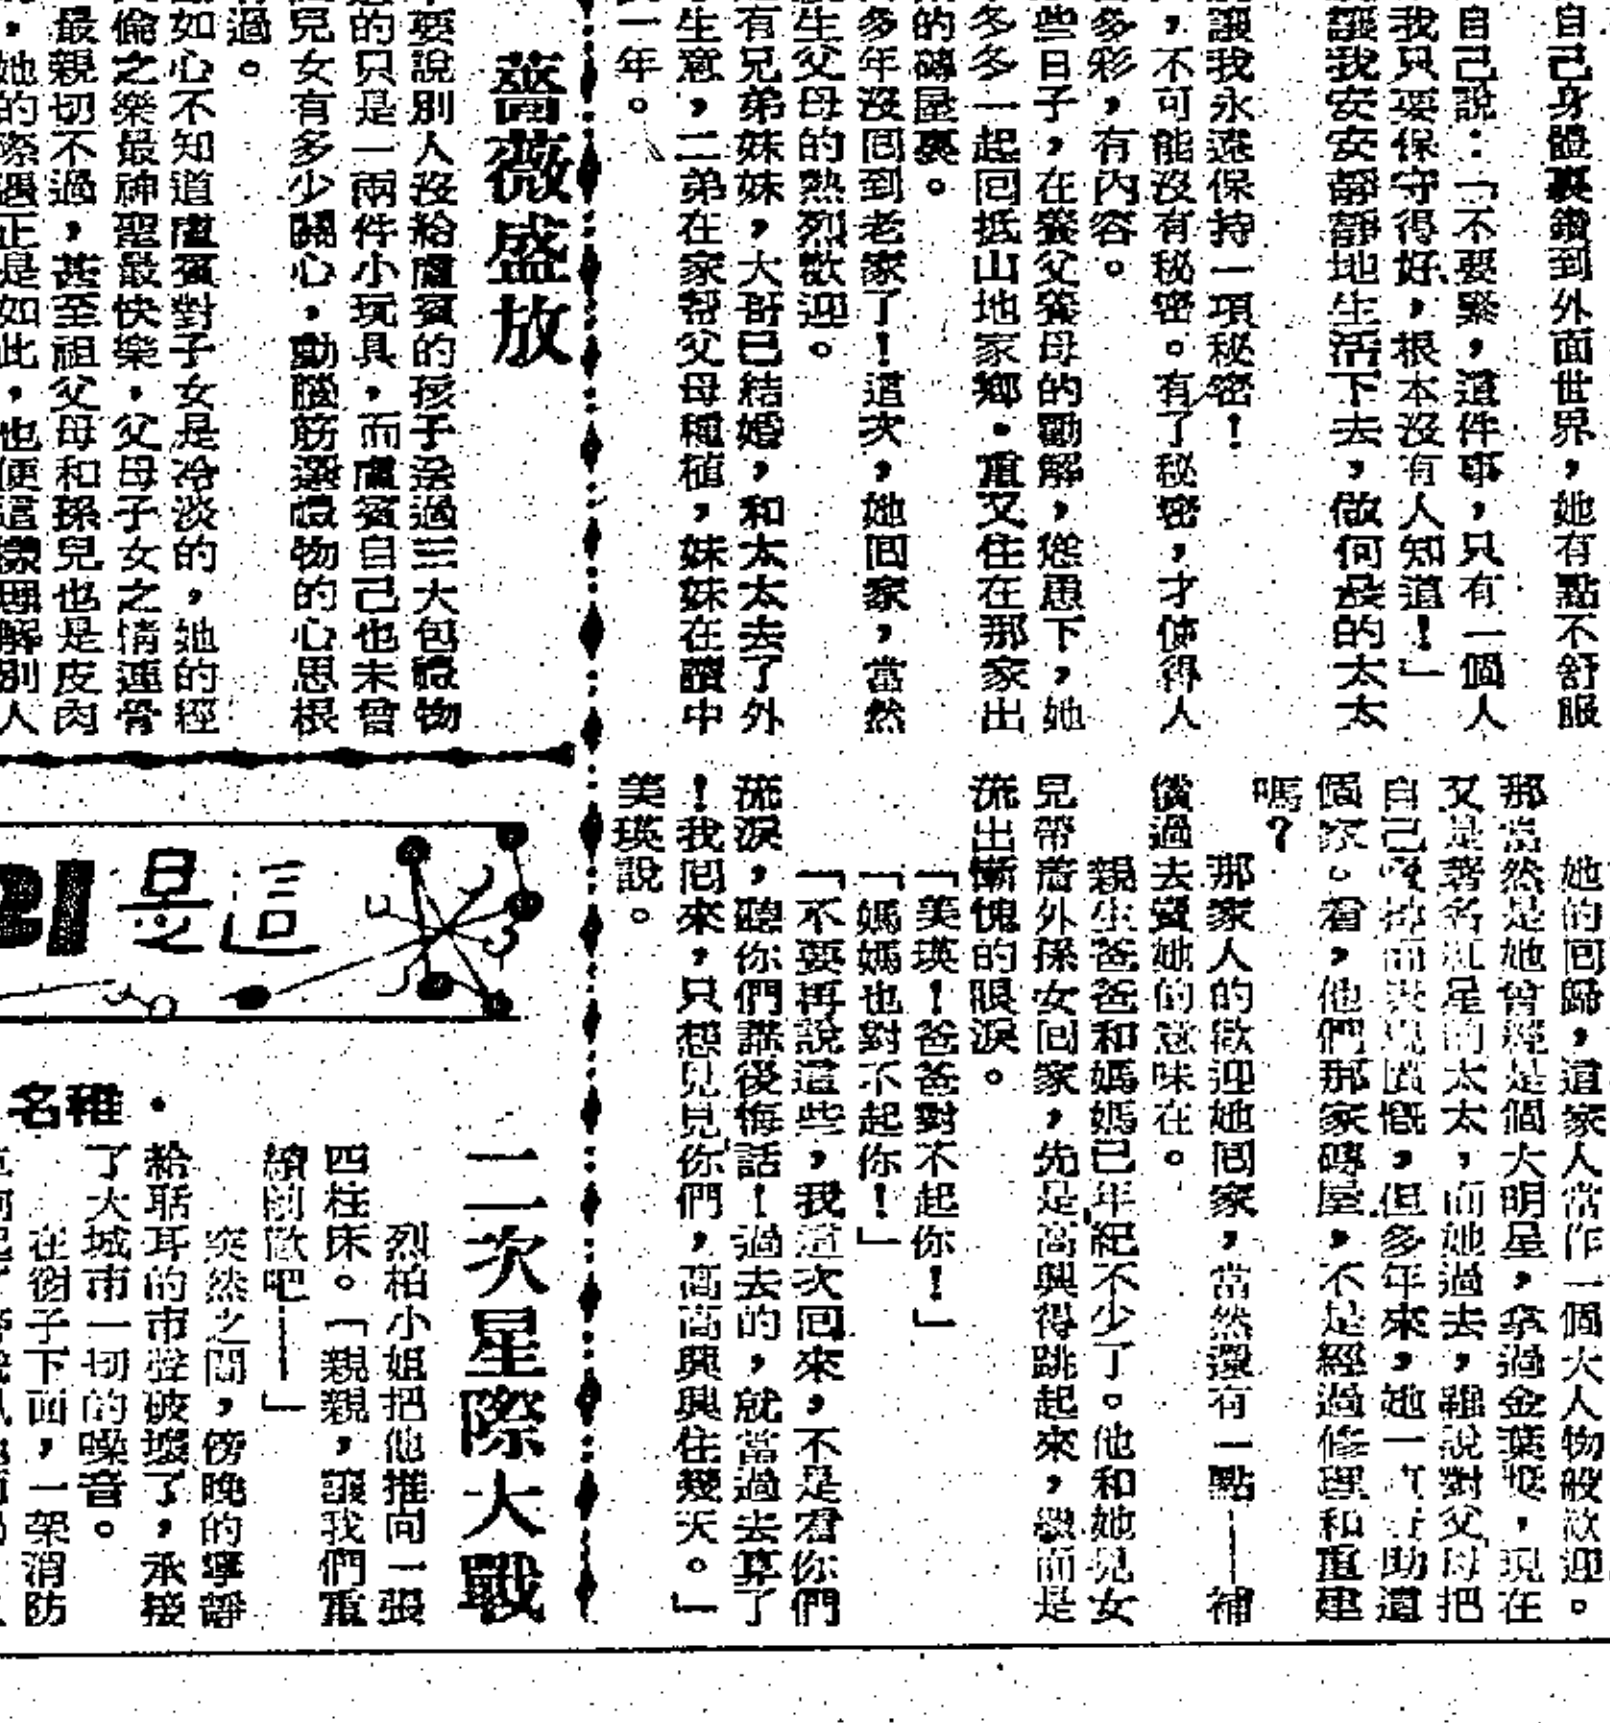 自己身體裏鑽到外面世界，她有點不舒服
自己說：「不要緊，這件事，只有一個人
我只要保守得好，根本沒有人知道！」
讓我安安靜靜地生活下去，做何晸的太太
讓我永遠保持一項秘密！
，不可能沒有秘密。有了秘密，才使得人
多彩，有內容。
些日子，在養父養母的勸解，慫恿下，她
多多一起回抵山地家鄉，重又住在那家出
的磚屋裏。
多年沒回到老家了！這次，她回家，當然
生父母的熱烈歡迎。
有兄弟妹妹，大哥已結婚，和太太去了外
生意，二弟在家帮父母種植，妹妹在讀中
一年。
她的回歸，這家人當作一個大人物般歡迎。
那當然是她曾經是個大明星，拿過金葉獎，現在
又是著名紅星的太太，而她過去，雖說對父母把
自己賣掉而表現憤慨，但多年來，她一直帮助這
個家。看，他們那家磚屋，不是經過修理和重建
嗎？
那家人的歡迎她回家，當然還有一點——補
償過去賣她的意味在。
親生爸爸和媽媽已年紀不少了。他和她見女
兒帶着外孫女回家，先是高興得跳起來，繼而是
流出慚愧的眼淚。
「美瑛！爸爸對不起你！」
「媽媽也對不起你！」
「不要再說這些，我這次回來，不是看你們
流淚，聽你們講後悔話！過去的，就當過去算了
！我回來，只想見見你們，高高興興住幾天。」
美瑛說。
薔薇盛放
不要說別人沒給盧賓的孩子送過三大包禮物
的只是一兩件小玩具，而盧賓自己也未曾
兒女有多少關心，動腦筋選禮物的心思根
過。
如心不知道盧賓對子女是冷淡的，她的經
倫之樂最神聖最快樂，父母子女之情連骨
最親切不過，甚至祖父母和孫兒也是皮肉
，她的際遇正是如此，也便這樣理解別人
這是
・稚名
二次星際大戰
烈柏小姐把他推向一張
四柱床。「親親，讓我們重
續前歡吧——」
突然之間，傍晚的寧靜
給聒耳的市聲破壞了，承接
了大城市一切的噪音。
在街子下面，一架消防